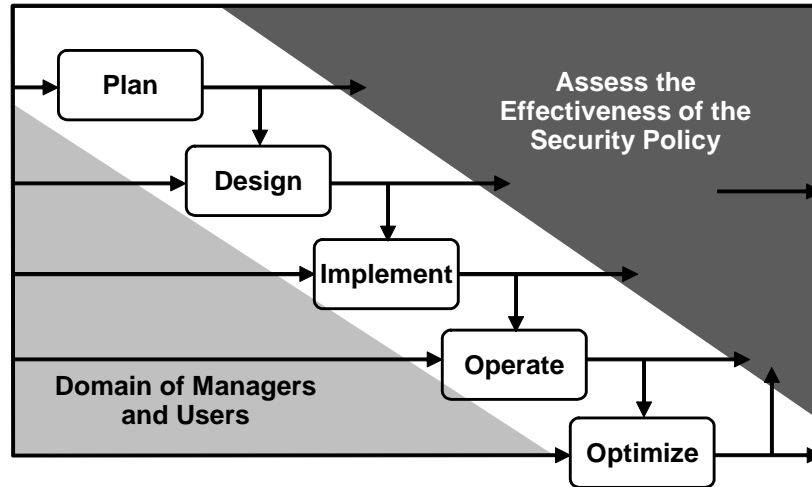 Plan
Assess the
Effectiveness of the
Security Policy
Design
Implement
Operate
Domain of Managers
and Users
Optimize